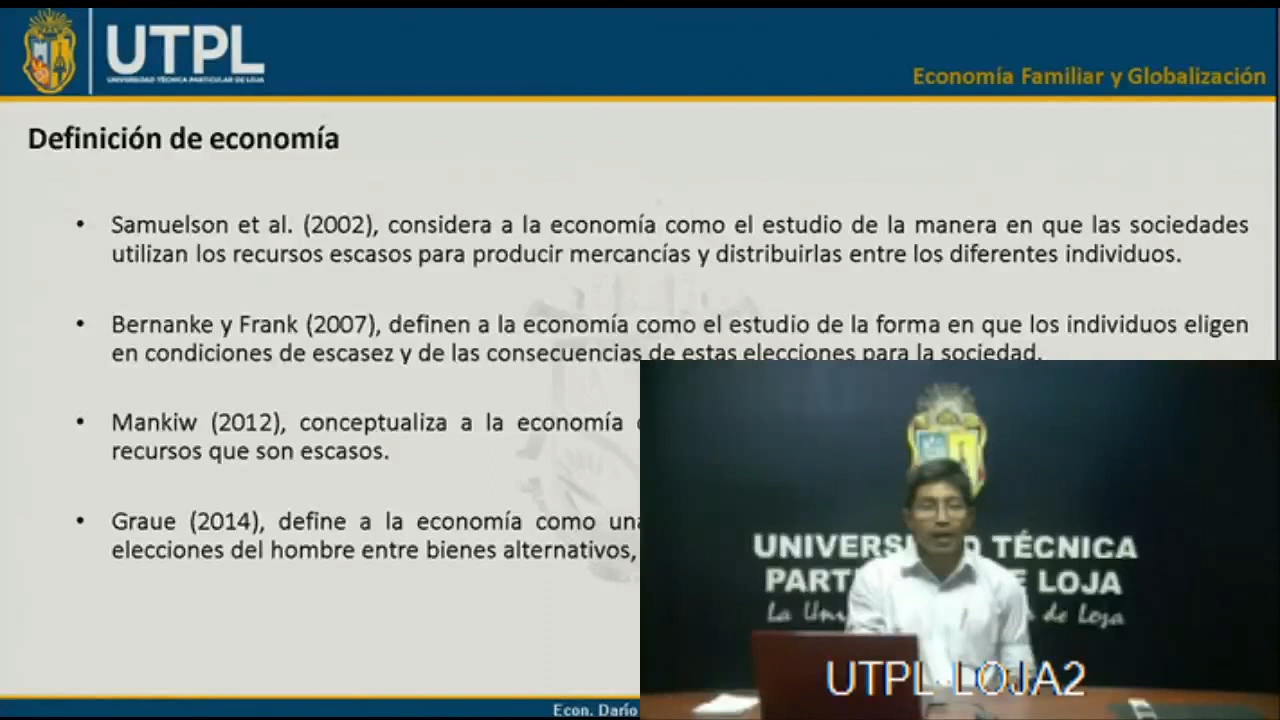 UTPL
UNIVERSIDAD TÉCNICA PARTICULAR DE LOJA
Economía Familiar y Globalización
Definición de economía
• Samuelson et al. (2002), considera a la economía como el estudio de la manera en que las sociedades
utilizan los recursos escasos para producir mercancías y distribuirlas entre los diferentes individuos.
• Bernanke y Frank (2007), definen a la economía como el estudio de la forma en que los individuos eligen
en condiciones de escasez y de las consecuencias de estas elecciones para la sociedad.
• Mankiw (2012), conceptualiza a la economía
recursos que son escasos.
• Graue (2014), define a la economía como una
elecciones del hombre entre bienes alternativos,
UNIVERS D TÉCNICA
PART E LOJA
La Un de Loja
UTPL LOJA2
Econ. Darío